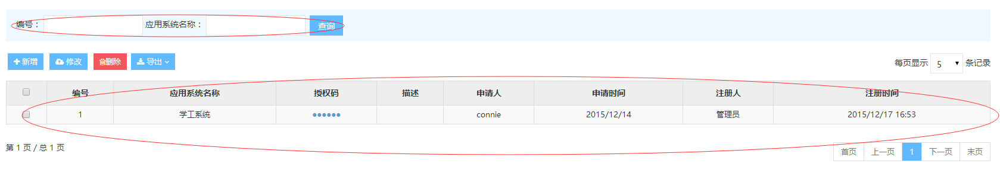 编号： 应用系统名称： 查询
新增 修改 删除 导出 每页显示 5 条记录
编号 应用系统名称 授权码 描述 申请人 申请时间 注册人 注册时间
1 学工系统 ●●●●●● connie 2015/12/14 管理员 2015/12/17 16:53
第 1 页 / 总 1 页 首页 上一页 1 下一页 末页